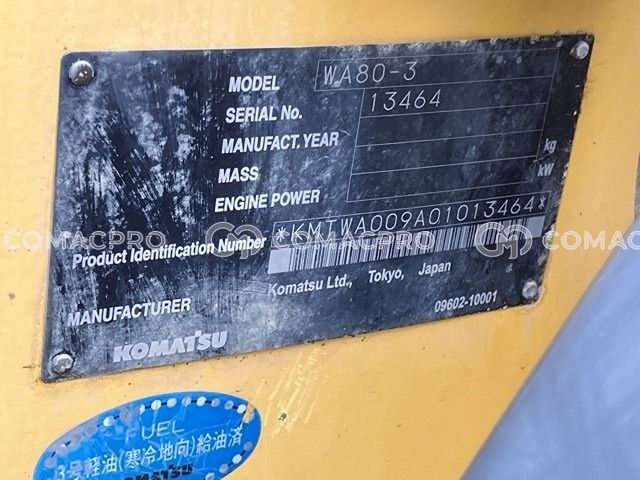 MODEL WA80-3
SERIAL No. 13464
MANUFACT. YEAR
MASS kg
ENGINE POWER kW
Product Identification Number *KMTWA009A01013464*
COMACPRO COMACPRO COMACPRO
MANUFACTURER Komatsu Ltd., Tokyo, Japan
09602-10001
KOMATSU
FUEL
3号軽油(寒冷地向)給油済
KOMATSU